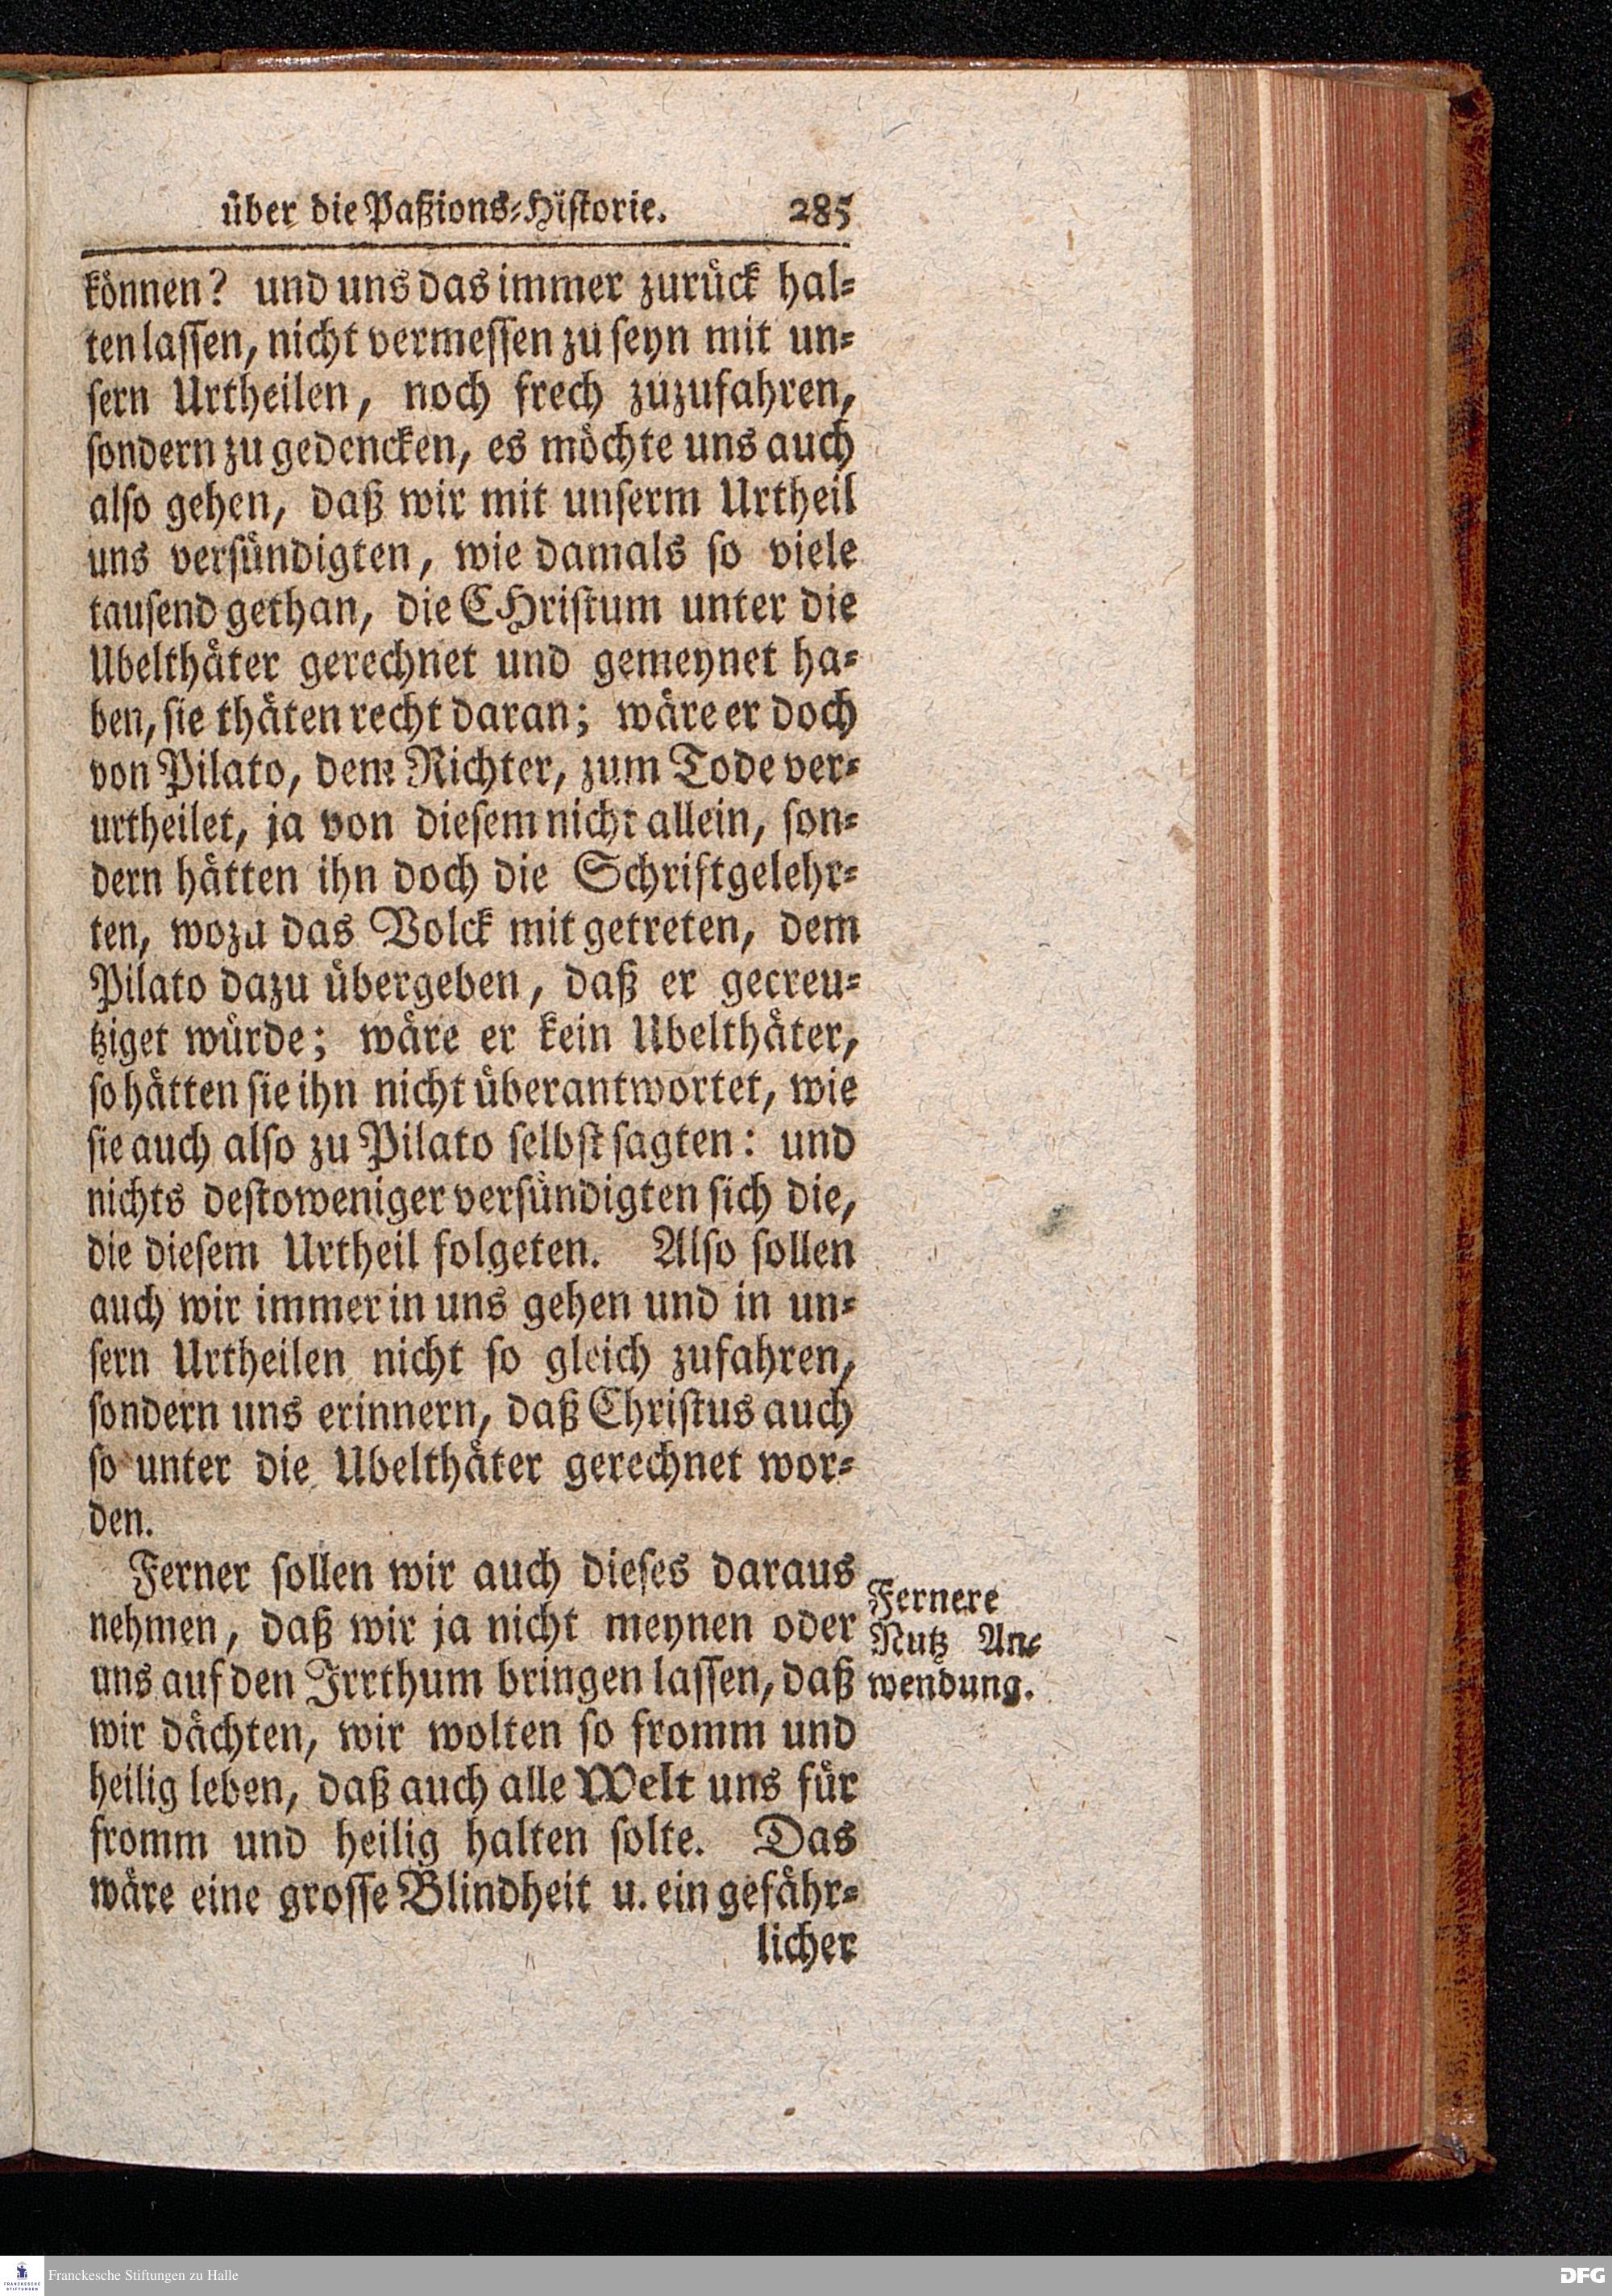 über die Paßions-Historie. 285
können? und uns das immer zurück hal-
ten lassen, nicht vermessen zu seyn mit un-
sern Urtheilen, noch frech zuzufahren,
sondern zu gedencken, es möchte uns auch
also gehen, daß wir mit unserm Urtheil
uns versündigten, wie damals so viele
tausend gethan, die CHristum unter die
Ubelthäter gerechnet und gemeynet ha-
ben, sie thäten recht daran; wäre er doch
von Pilato, dem Richter, zum Tode ver-
urtheilet, ja von diesem nicht allein, son-
dern hätten ihn doch die Schriftgelehr-
ten, wozu das Volck mit getreten, dem
Pilato dazu übergeben, daß er gecreu-
tziget würde; wäre er kein Ubelthäter,
so hätten sie ihn nicht überantwortet, wie
sie auch also zu Pilato selbst sagten: und
nichts destoweniger versündigten sich die,
die diesem Urtheil folgeten. Also sollen
auch wir immer in uns gehen und in un-
sern Urtheilen nicht so gleich zufahren,
sondern uns erinnern, daß Christus auch
so unter die Ubelthäter gerechnet wor-
den.
Ferner sollen wir auch dieses daraus
nehmen, daß wir ja nicht meynen oder
uns auf den Irrthum bringen lassen, daß
wir dächten, wir wolten so fromm und
heilig leben, daß auch alle Welt uns für
fromm und heilig halten solte. Das
wäre eine grosse Blindheit u. ein gefähr-
licher
Fernere
Nutz An-
wendung.
FRANCKESCHE
STIFTUNGEN
Franckesche Stiftungen zu Halle
DFG